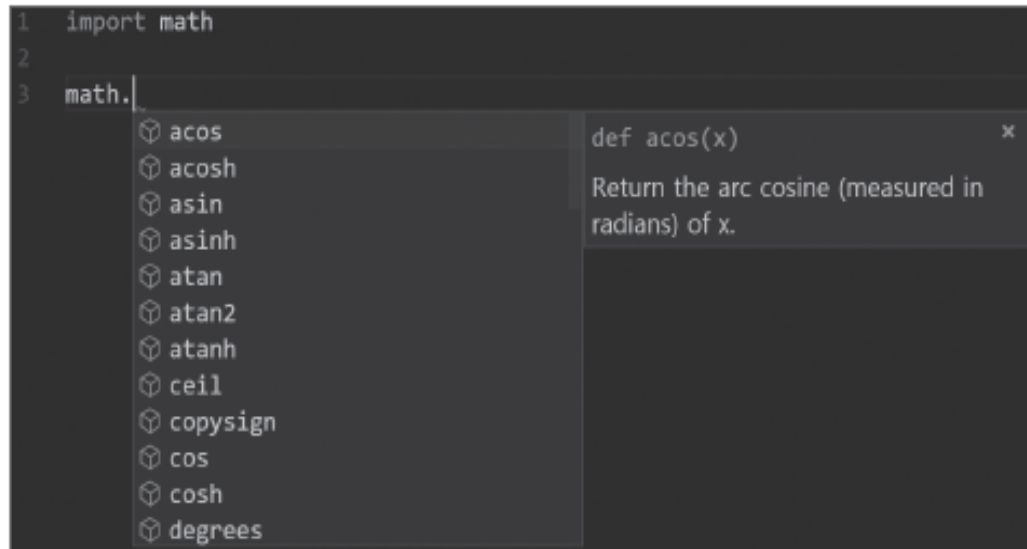 1 import math
2
3 math.
acos
acosh
asin
asinh
atan
atan2
atanh
ceil
copysign
cos
cosh
degrees
def acos(x) ×
Return the arc cosine (measured in
radians) of x.